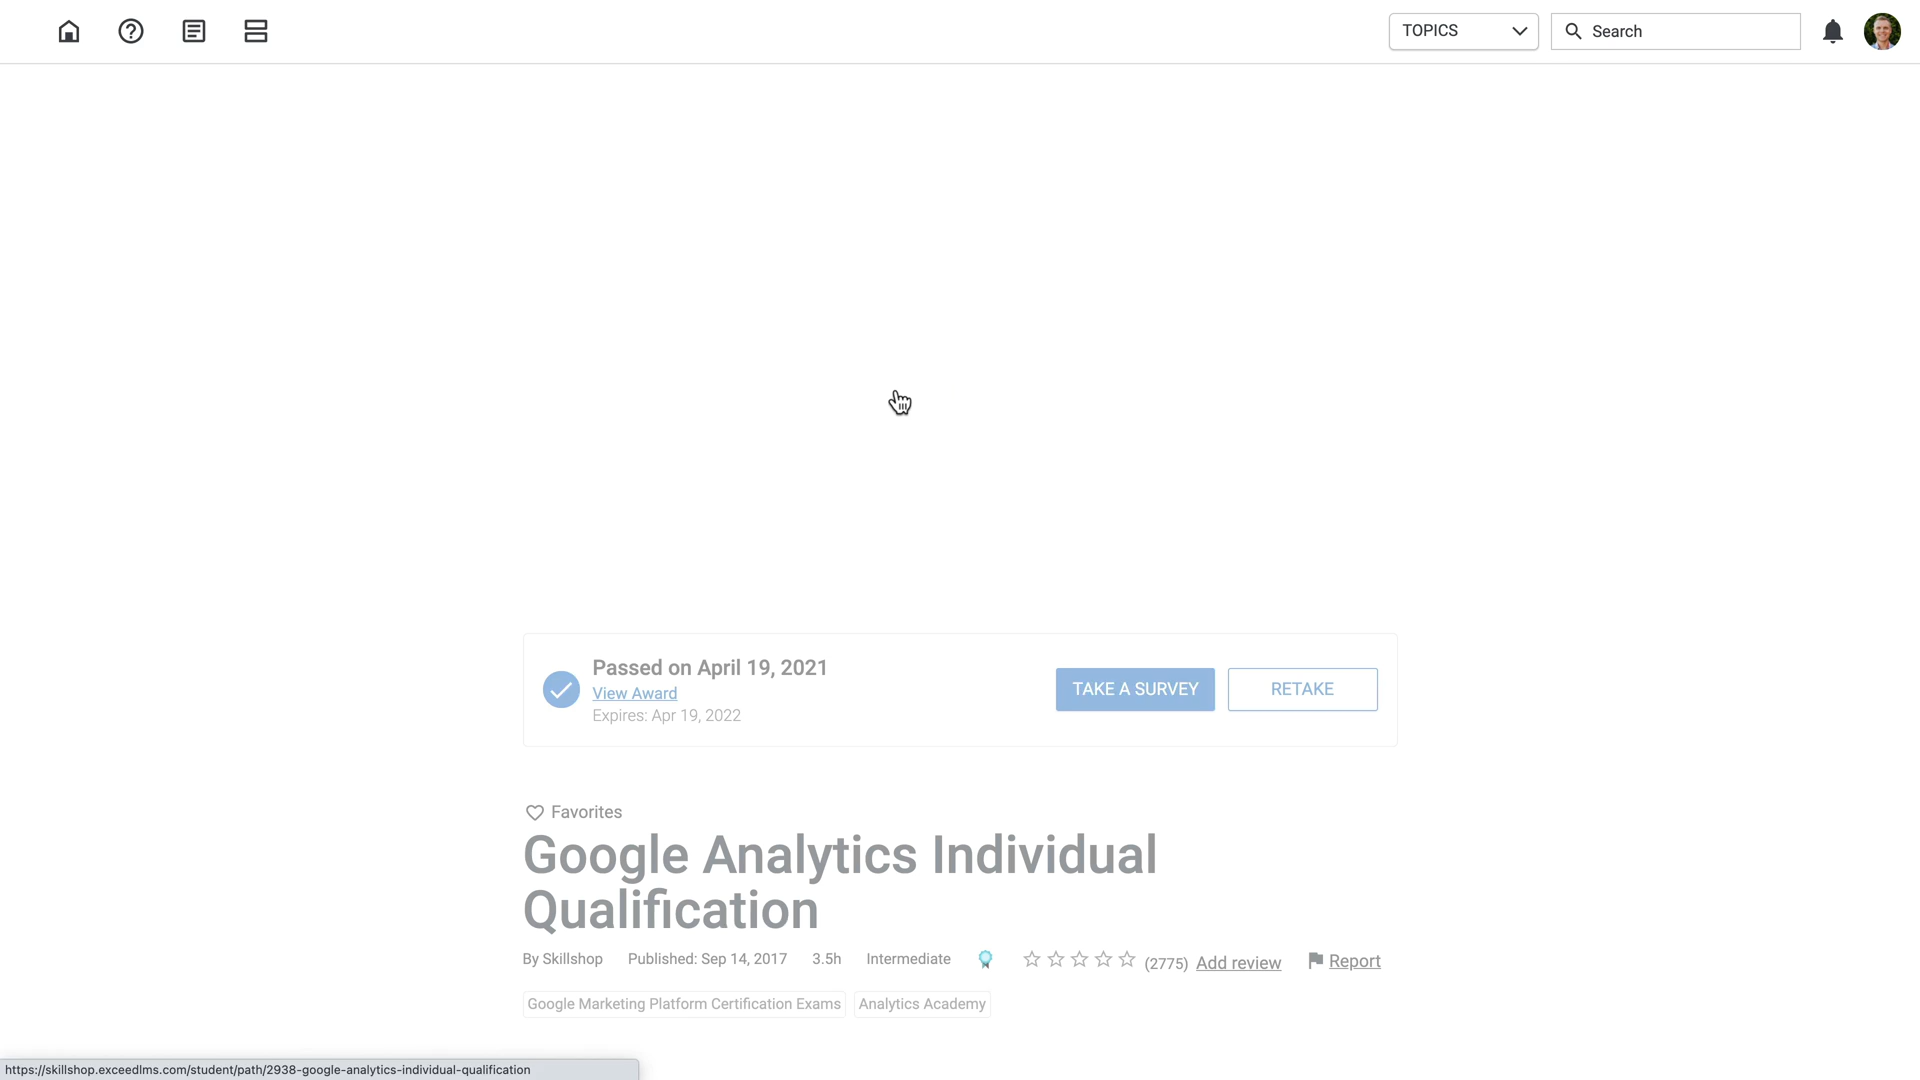 TOPICS
Search
Passed on April 19, 2021
View Award
Expires: Apr 19, 2022
TAKE A SURVEY
RETAKE
Favorites
Google Analytics Individual
Qualification
By Skillshop Published: Sep 14, 2017 3.5h Intermediate (2775) Add review Report
Google Marketing Platform Certification Exams Analytics Academy
https://skillshop.exceedlms.com/student/path/2938-google-analytics-individual-qualification